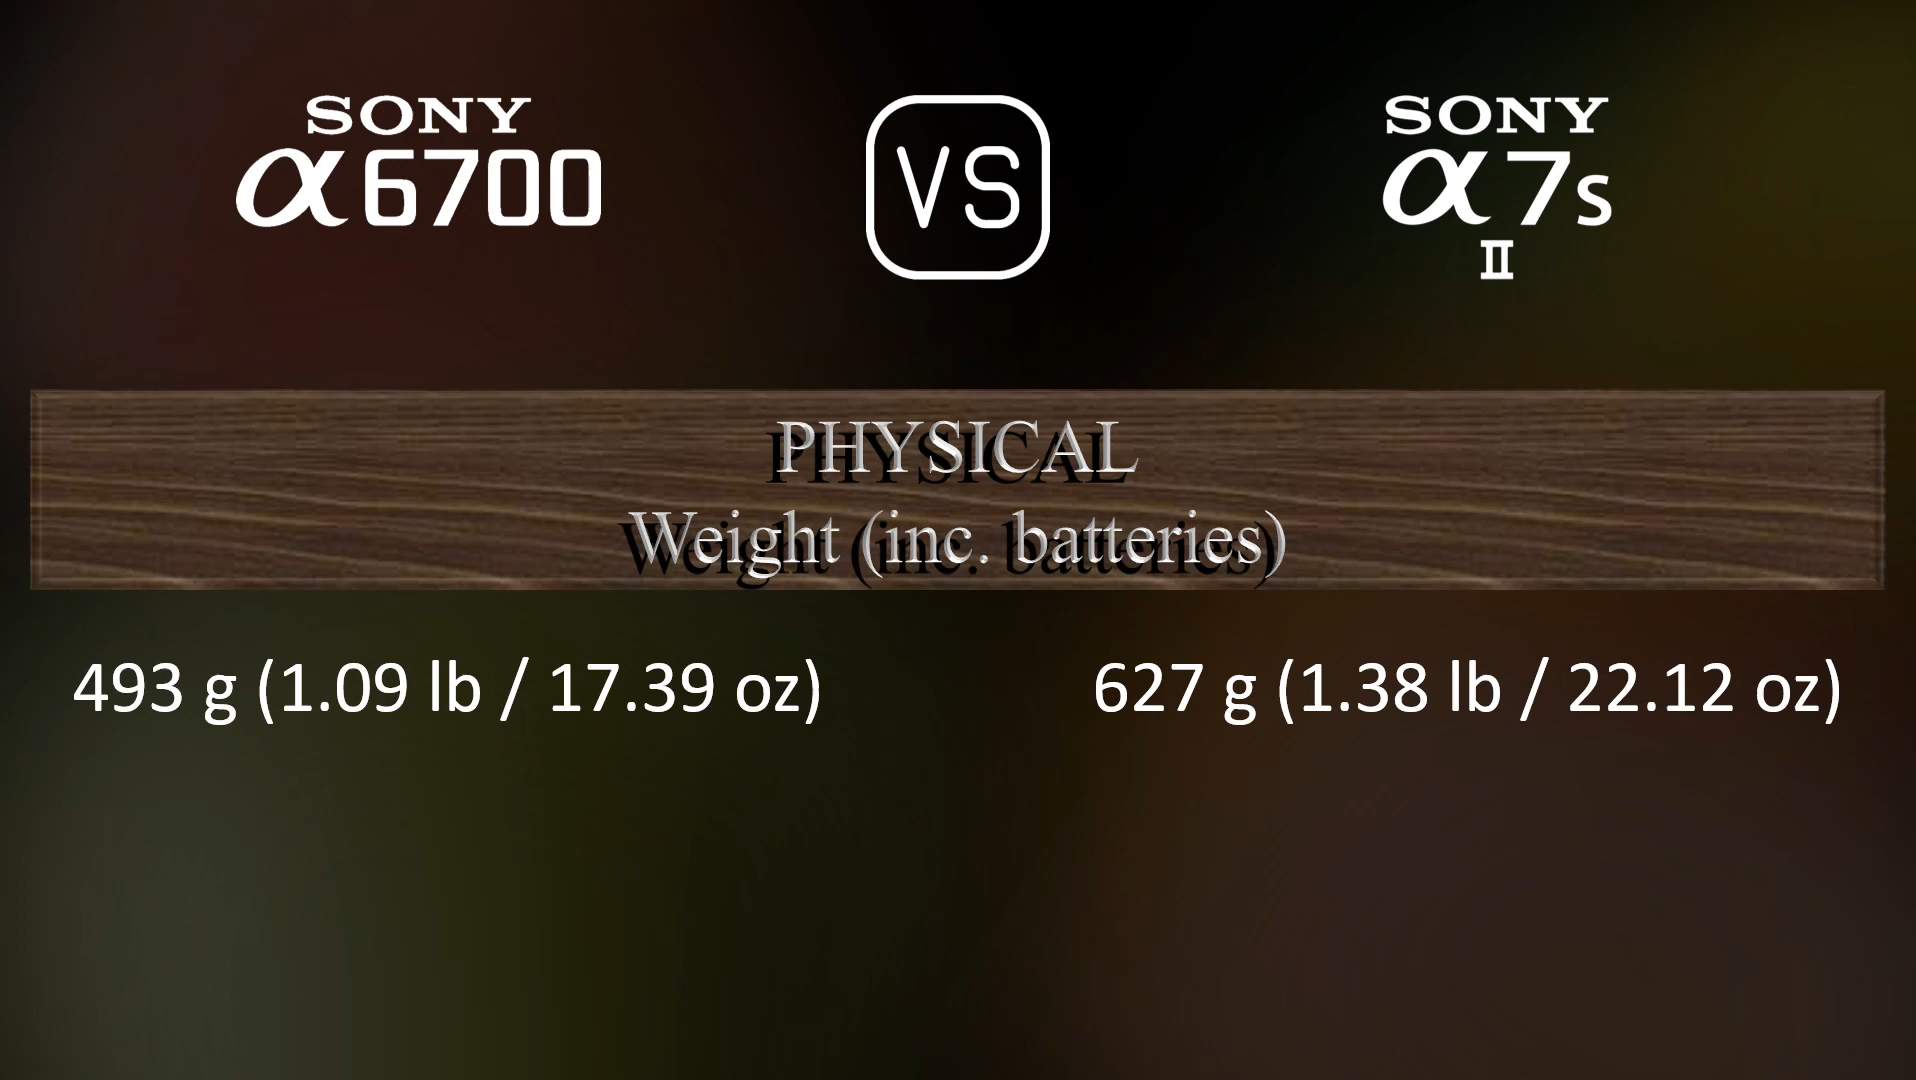 SONY
α6700
VS
SONY
α7s
II
PHYSICAL
Weight (inc. batteries)
493 g (1.09 lb / 17.39 oz)
627 g (1.38 lb / 22.12 oz)